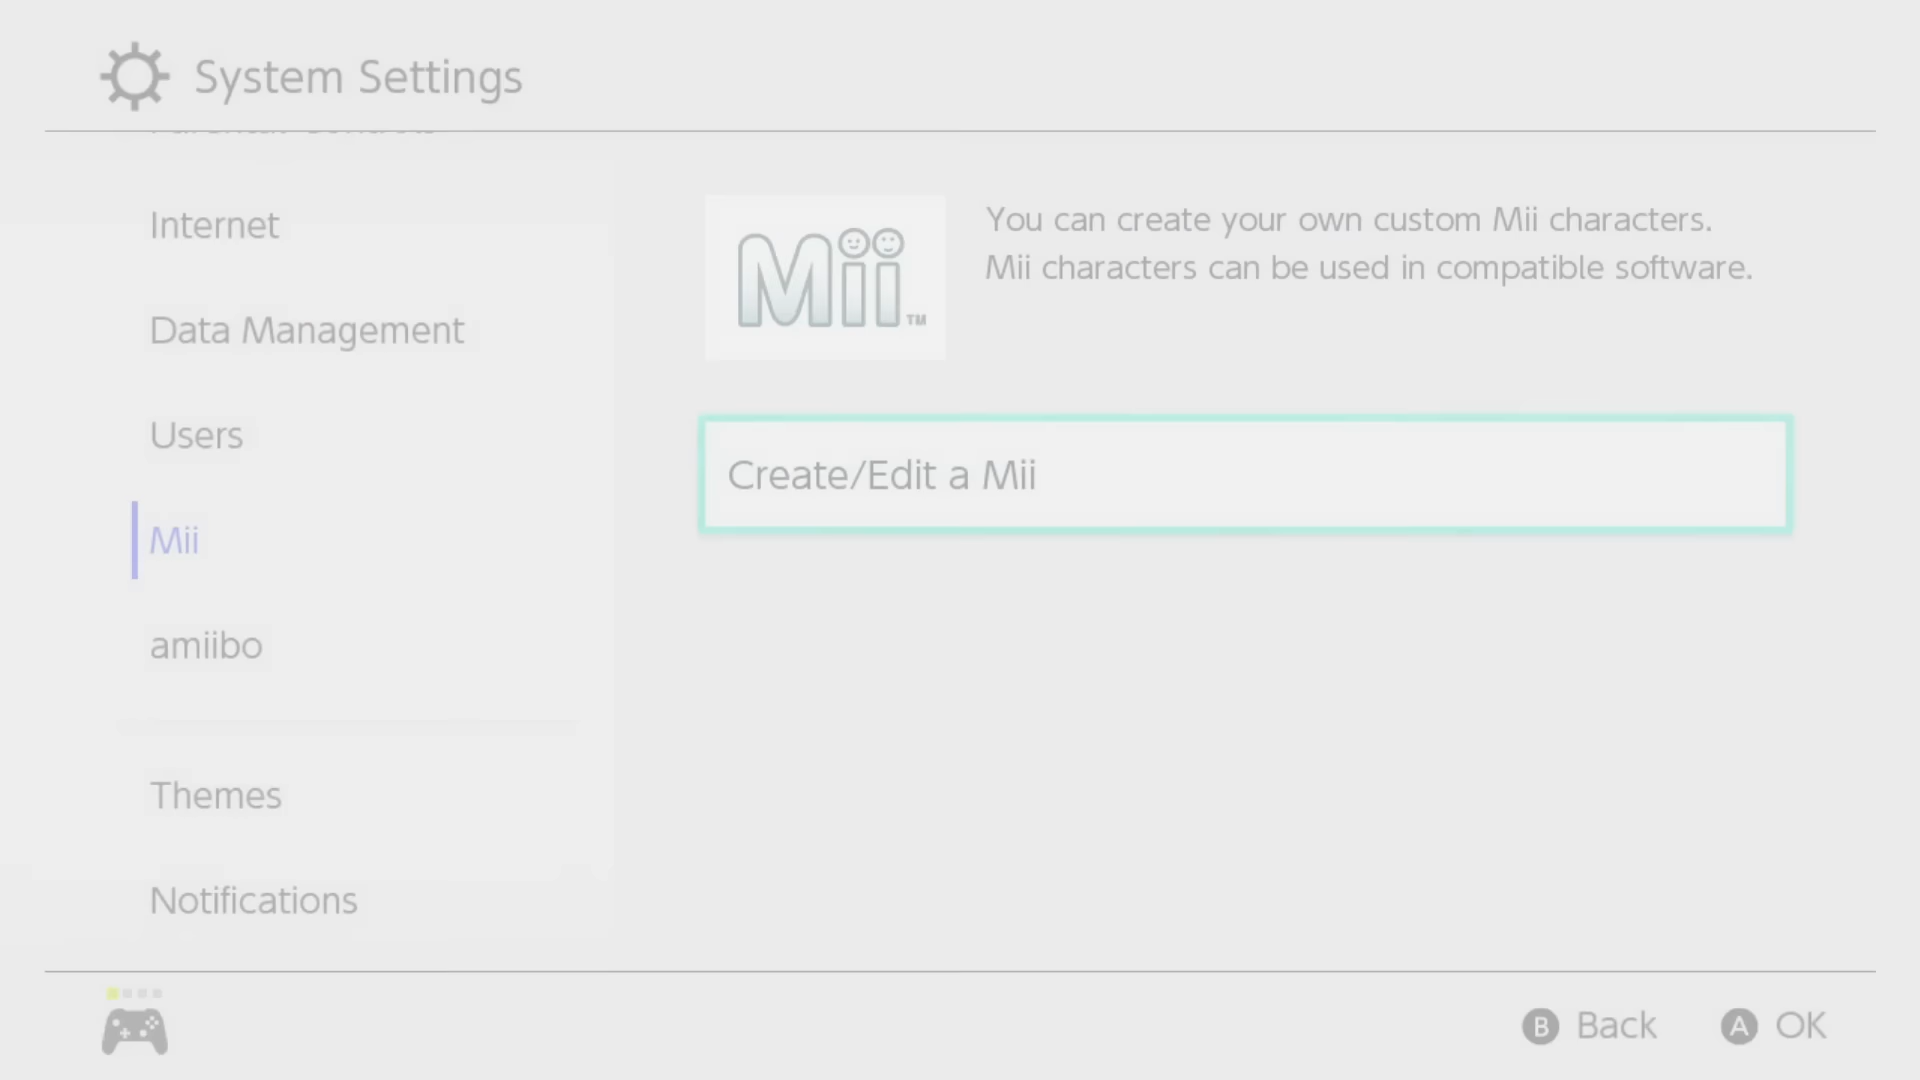 System Settings
Internet
Data Management
Users
Mii
amiibo
Themes
Notifications
Mii™
You can create your own custom Mii characters.
Mii characters can be used in compatible software.
Create/Edit a Mii
B Back
A OK